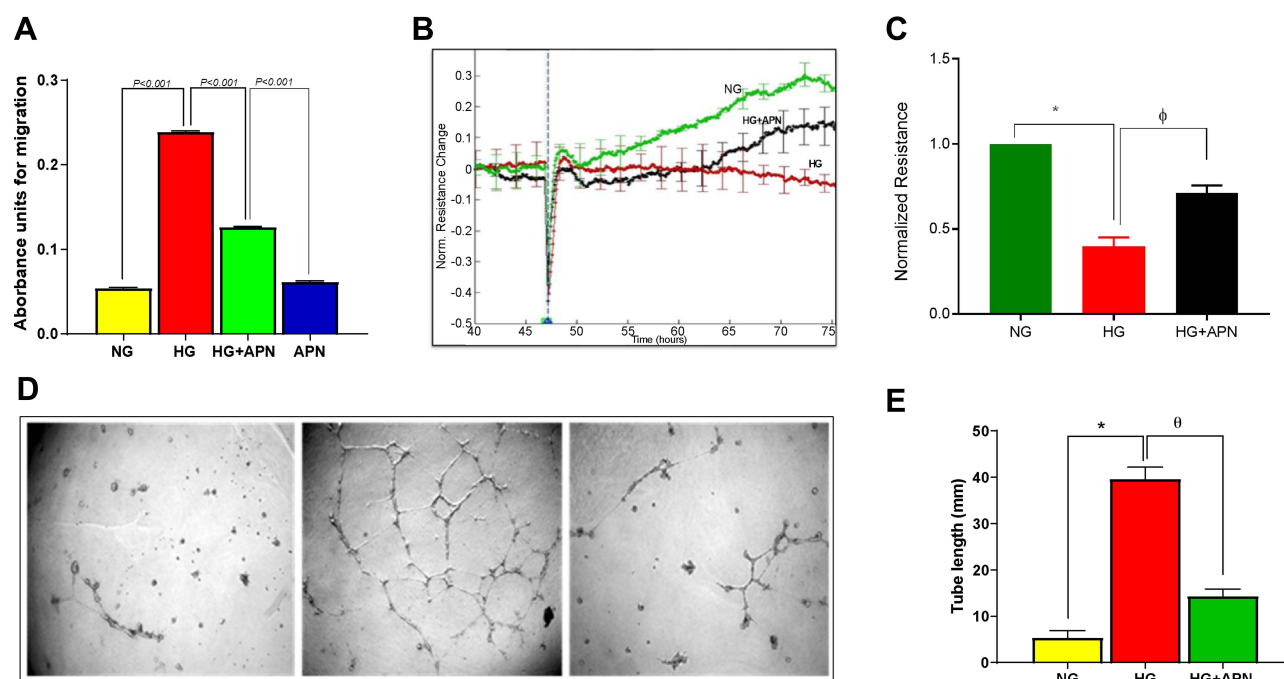 A
Aborbance units for migration
0.3
0.2
0.1
0.0
P<0.001
P<0.001
P<0.001
NG
HG
HG+APN
APN
B
Norm. Resistance Change
0.3
0.2
0.1
0
-0.1
-0.2
-0.3
-0.4
-0.5
NG
HG+APN
HG
40
45
50
55
60
65
70
75
Time (hours)
C
Normalized Resistance
1.5
1.0
0.5
0.0
*
ϕ
NG
HG
HG+APN
D
E
Tube length (mm)
50
40
30
20
10
0
*
θ
NG
HG
HG+APN